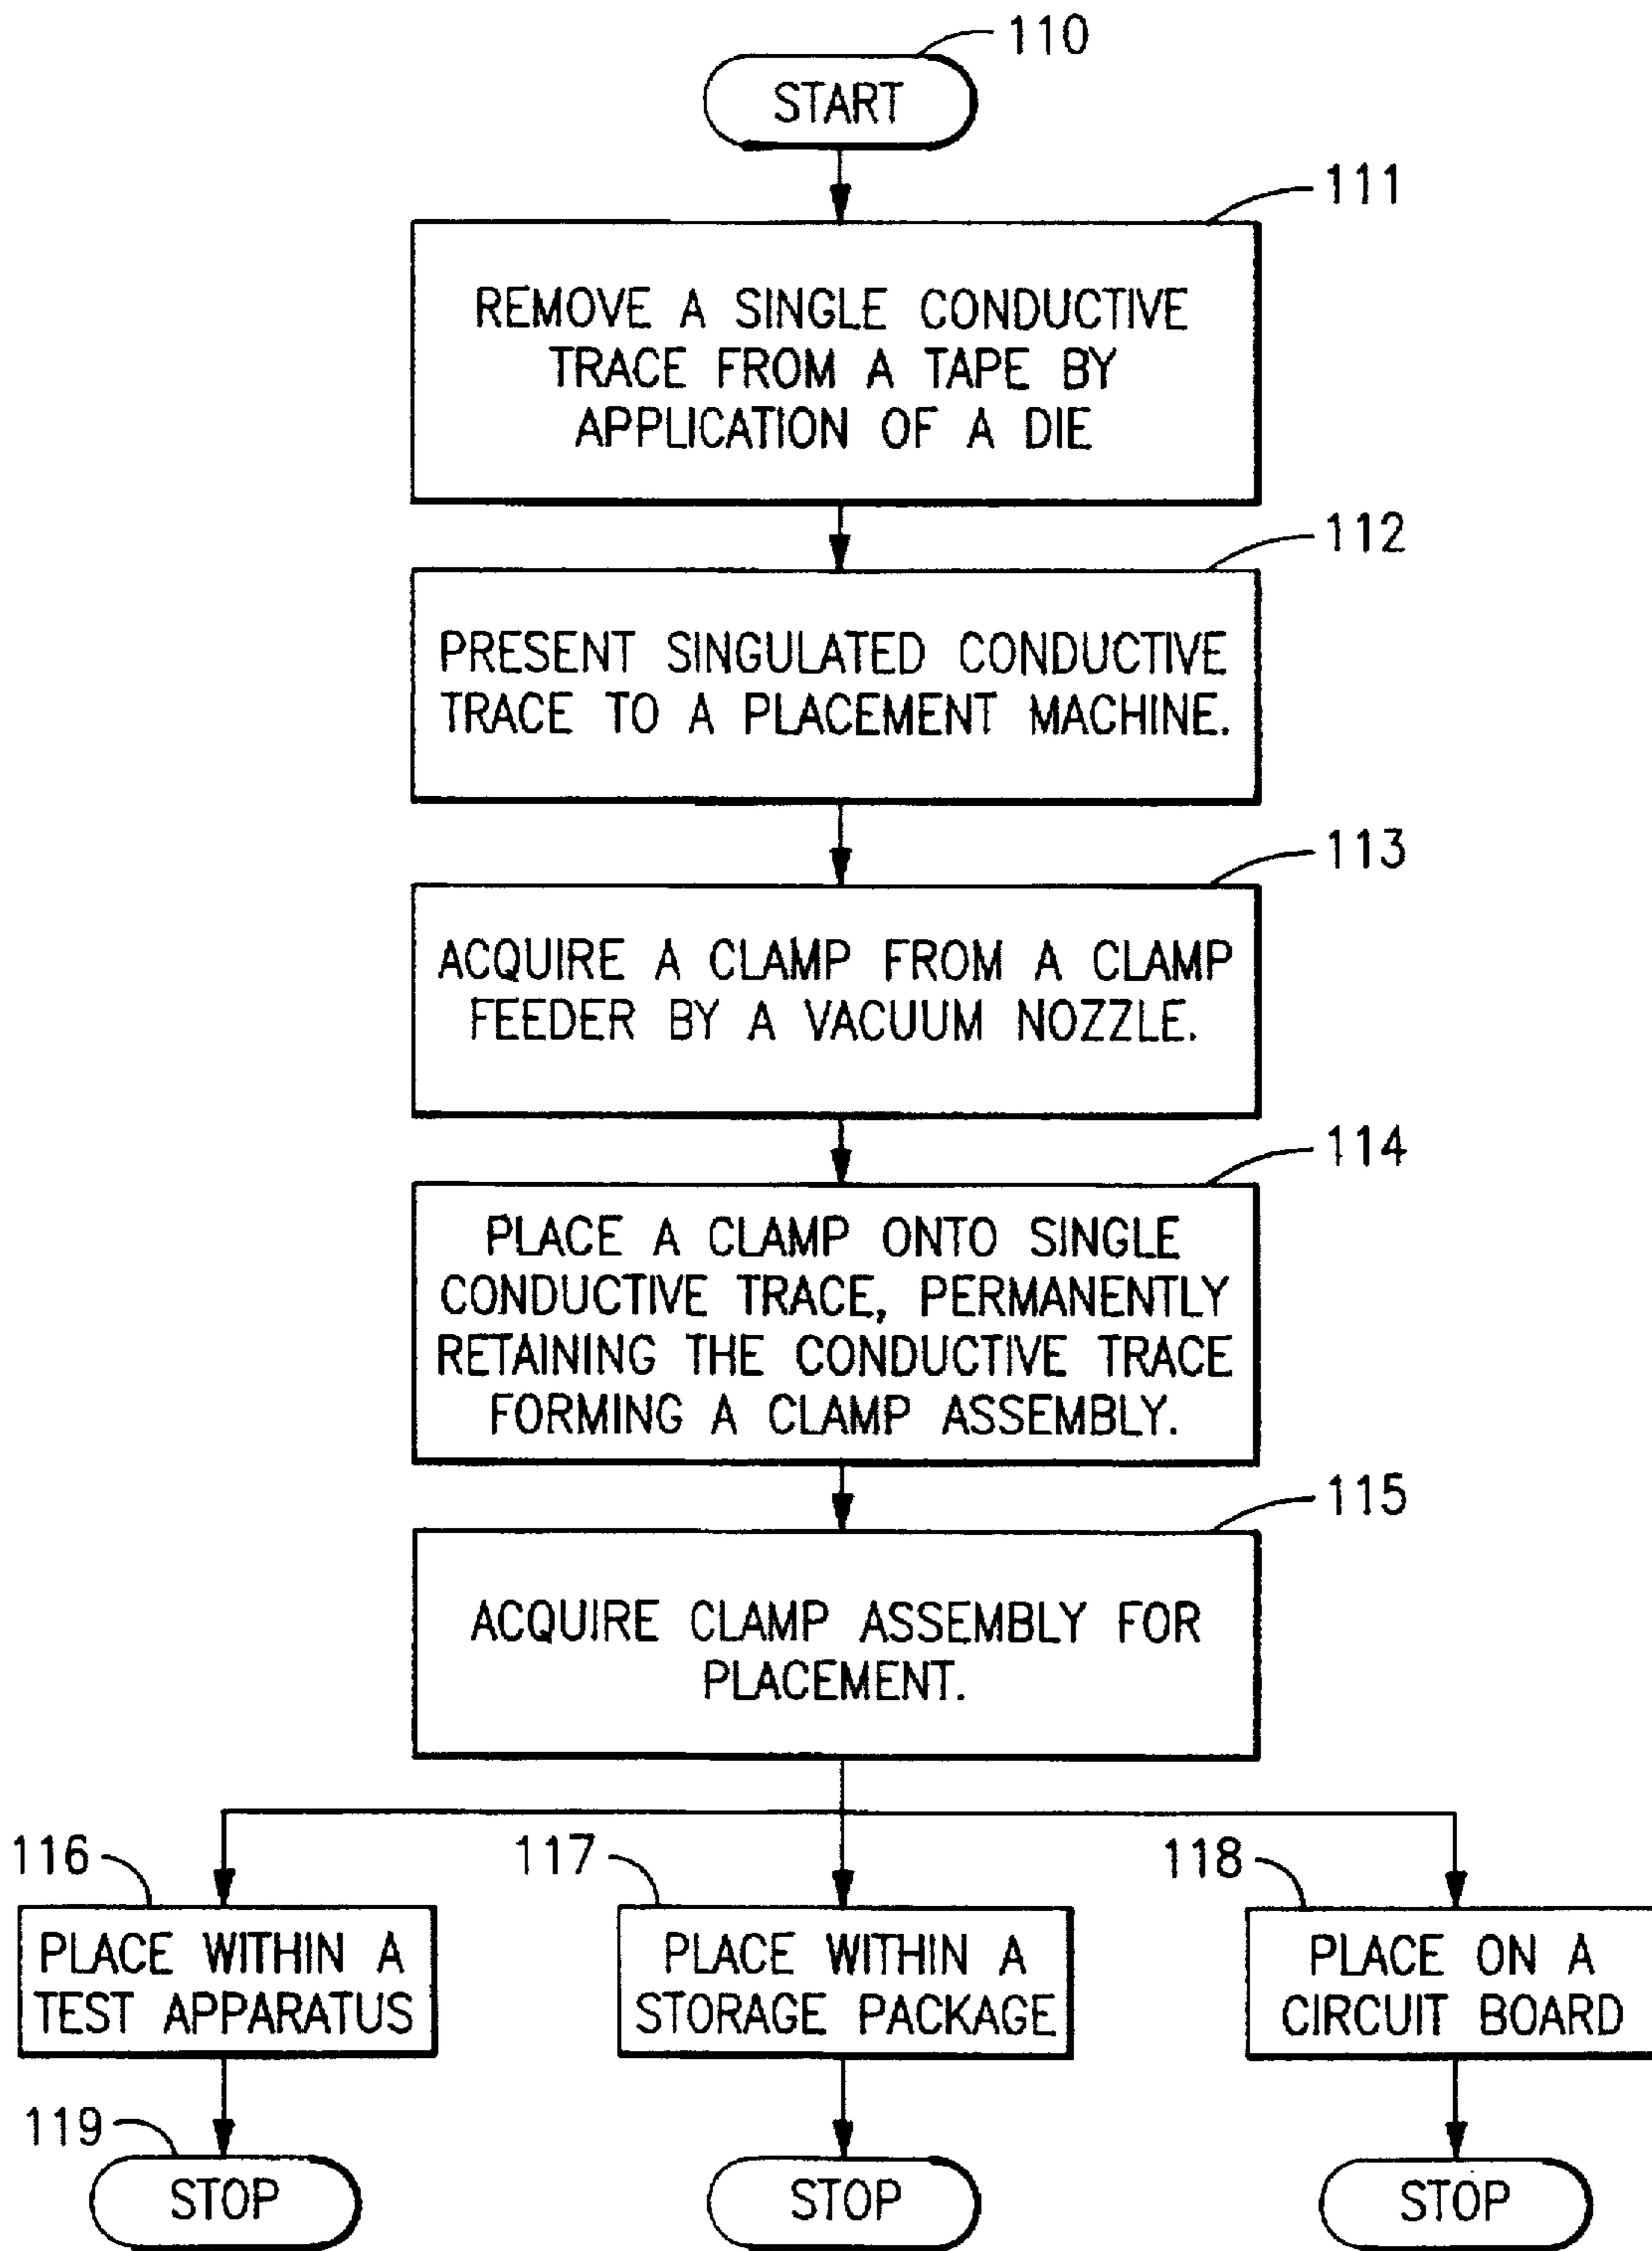 110
START
111
REMOVE A SINGLE CONDUCTIVE
TRACE FROM A TAPE BY
APPLICATION OF A DIE
112
PRESENT SINGULATED CONDUCTIVE
TRACE TO A PLACEMENT MACHINE.
113
ACQUIRE A CLAMP FROM A CLAMP
FEEDER BY A VACUUM NOZZLE.
114
PLACE A CLAMP ONTO SINGLE
CONDUCTIVE TRACE, PERMANENTLY
RETAINING THE CONDUCTIVE TRACE
FORMING A CLAMP ASSEMBLY.
115
ACQUIRE CLAMP ASSEMBLY FOR
PLACEMENT.
116
PLACE WITHIN A
TEST APPARATUS
117
PLACE WITHIN A
STORAGE PACKAGE
118
PLACE ON A
CIRCUIT BOARD
119
STOP
STOP
STOP